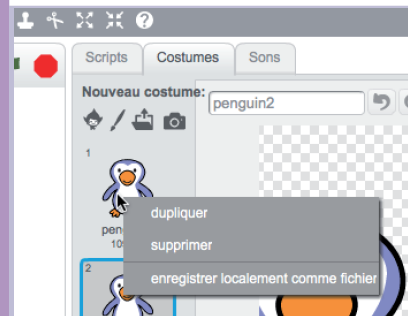 Scripts Costumes Sons
Nouveau costume:
penguin2
1
dupliquer
supprimer
2
enregistrer localement comme fichier